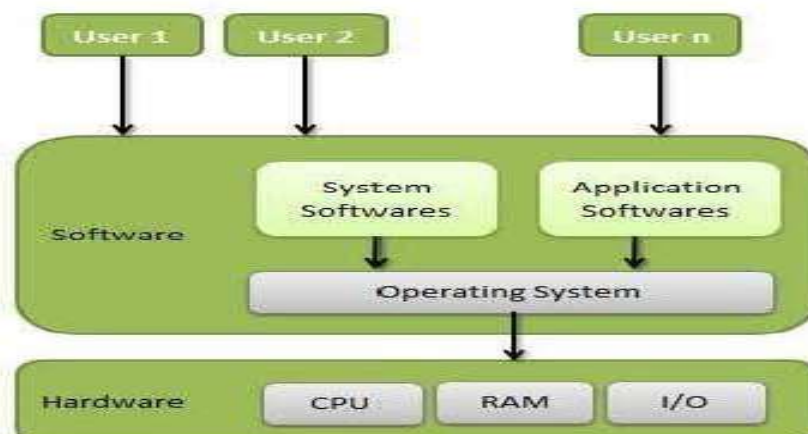 User 1
User 2
User n
System
Softwares
Application
Softwares
Software
Operating System
Hardware
CPU
RAM
I/O